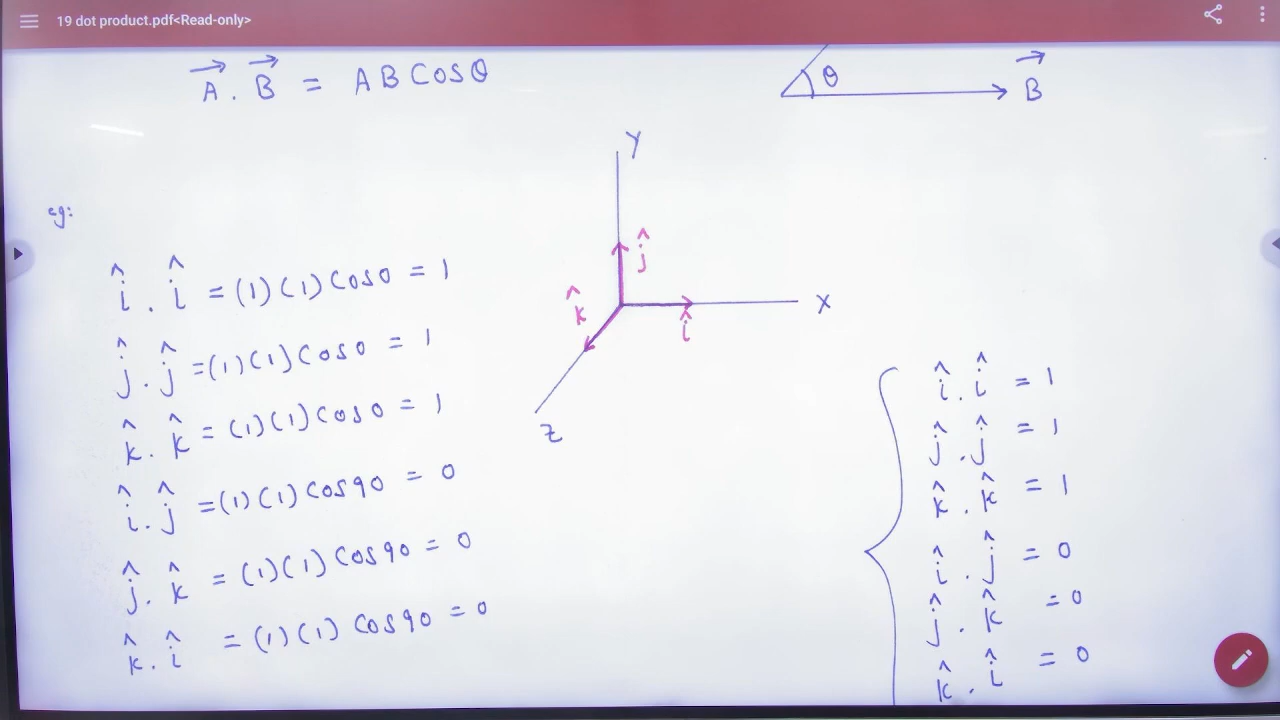 19 dot product.pdf<Read-only>
A⃗ . B⃗ = A B Cos θ
θ
B⃗
Y
eg:
ĵ
k̂
î
X
Z
î . î = (1)(1) Cos 0 = 1
ĵ . ĵ = (1)(1) Cos 0 = 1
k̂ . k̂ = (1)(1) Cos 0 = 1
î . ĵ = (1)(1) Cos 90 = 0
ĵ . k̂ = (1)(1) Cos 90 = 0
k̂ . î = (1)(1) Cos 90 = 0
î . î = 1
ĵ . ĵ = 1
k̂ . k̂ = 1
î . ĵ = 0
ĵ . k̂ = 0
k̂ . î = 0